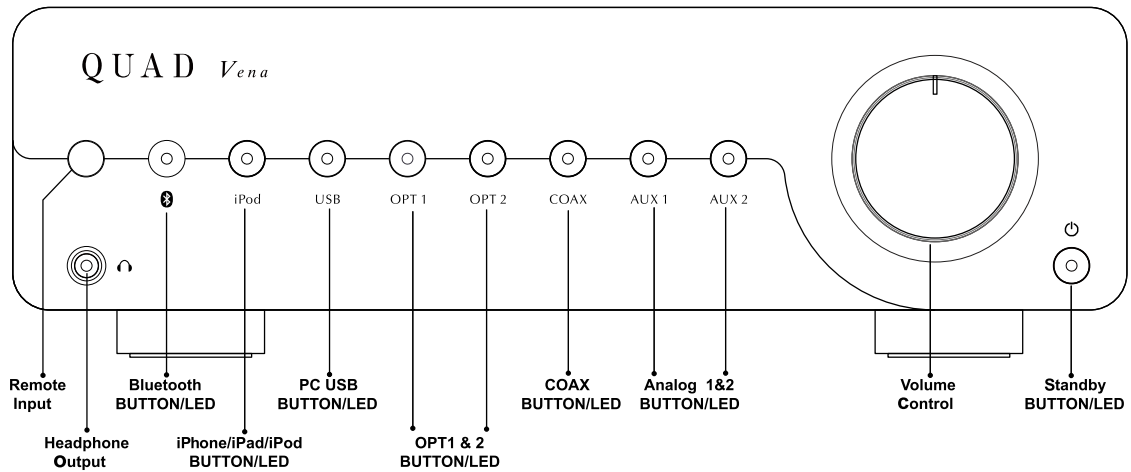 QUAD Vena
iPod USB OPT 1 OPT 2 COAX AUX 1 AUX 2
Remote
Input
Bluetooth
BUTTON/LED
PC USB
BUTTON/LED
COAX
BUTTON/LED
Analog 1&2
BUTTON/LED
Volume
Control
Standby
BUTTON/LED
Headphone
Output
iPhone/iPad/iPod
BUTTON/LED
OPT1 & 2
BUTTON/LED